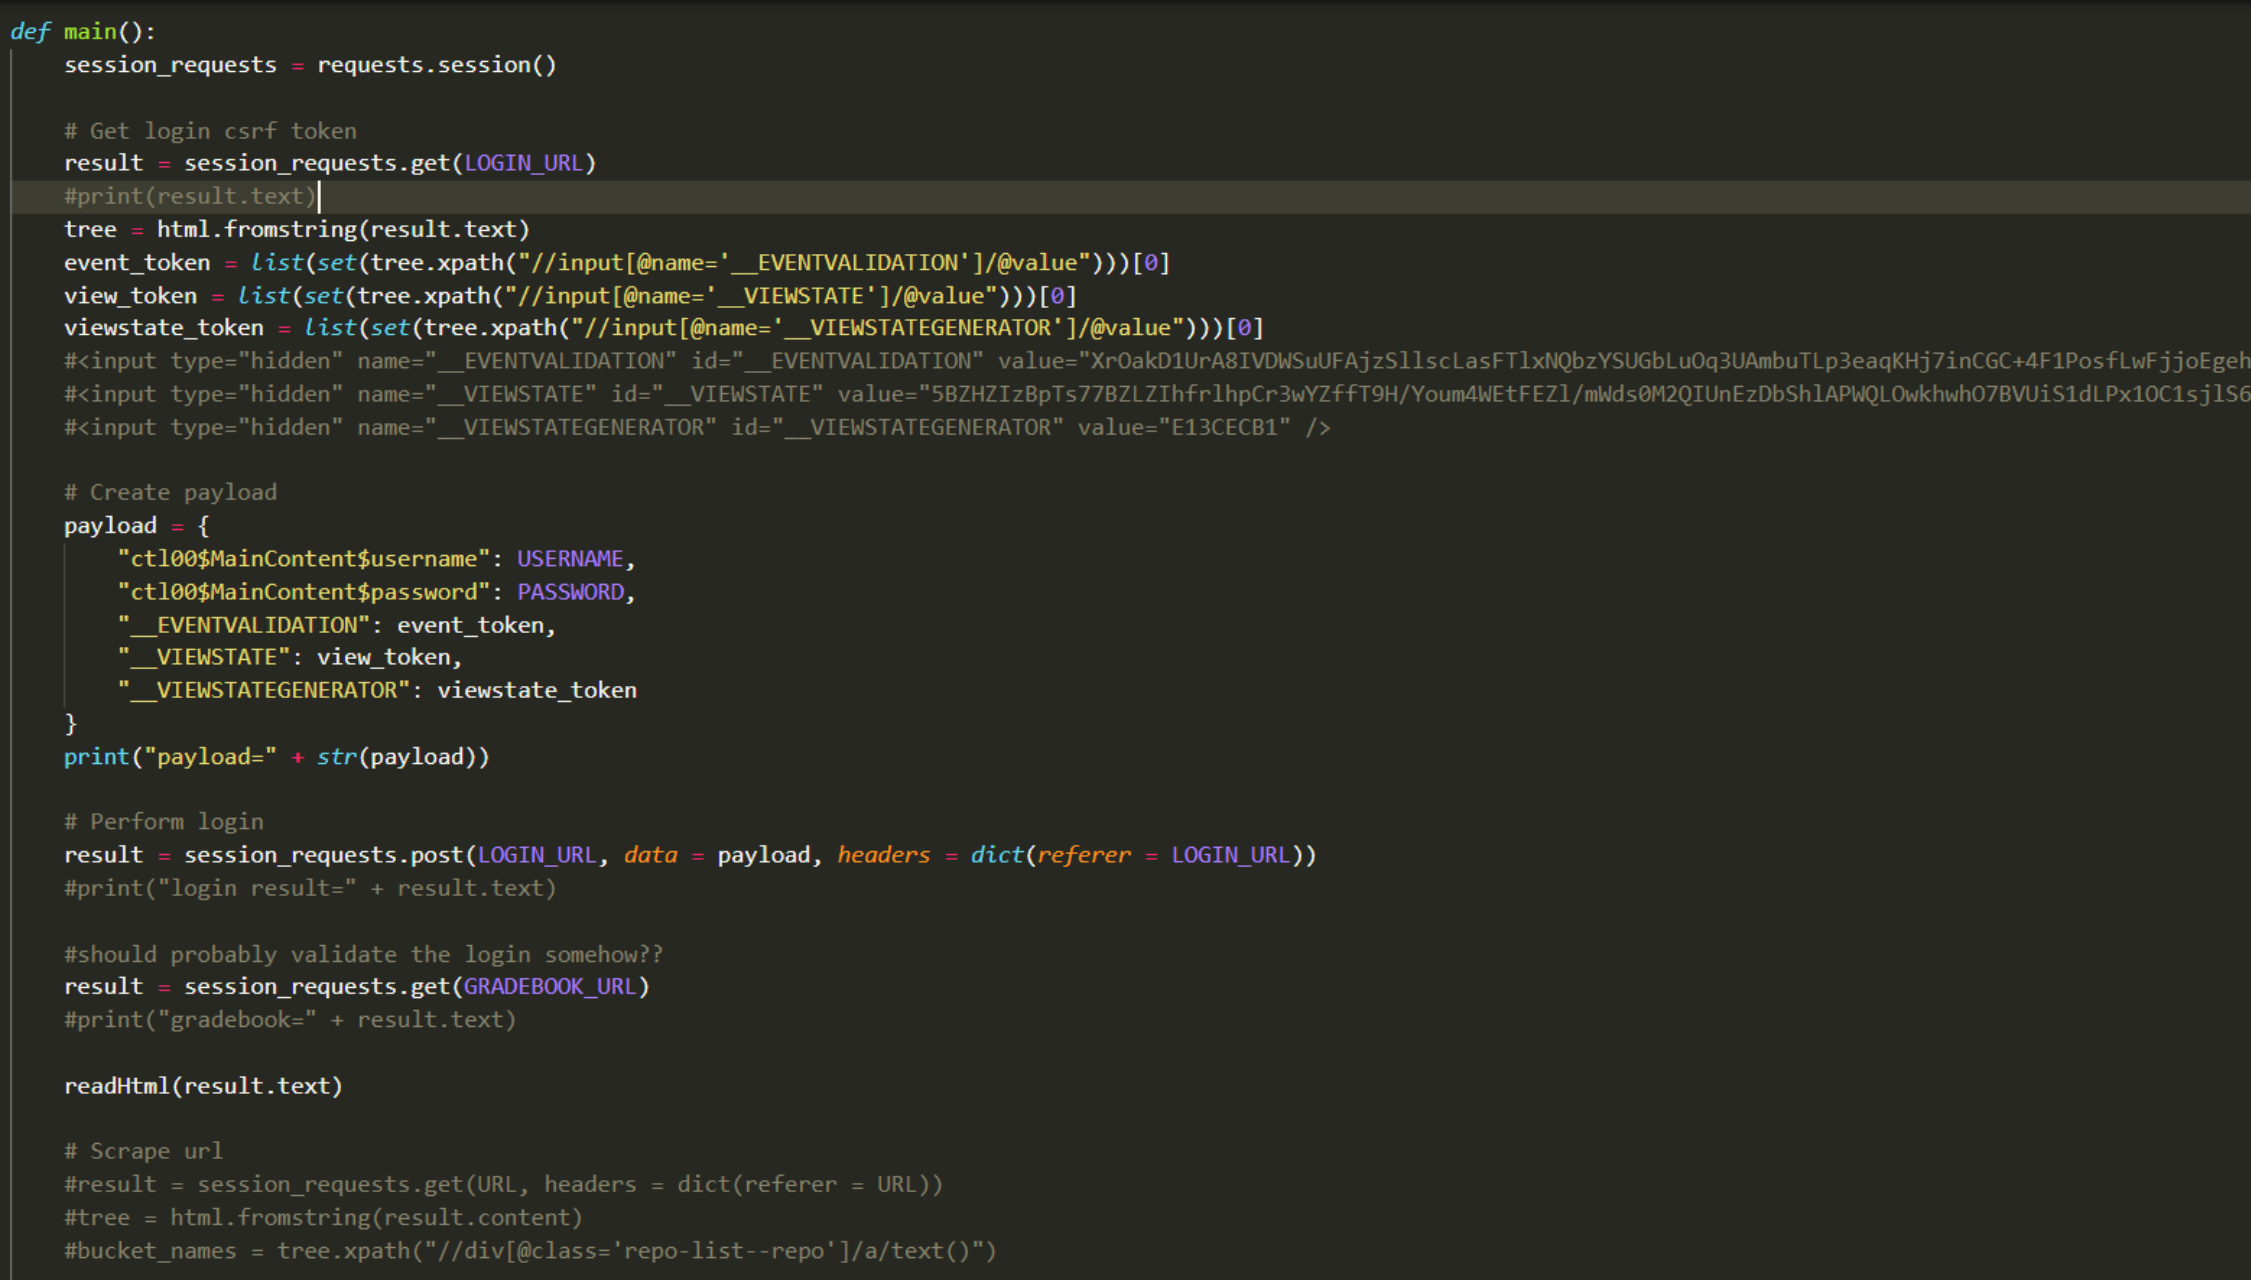 def main():
    session_requests = requests.session()

    # Get login csrf token
    result = session_requests.get(LOGIN_URL)
    #print(result.text)
    tree = html.fromstring(result.text)
    event_token = list(set(tree.xpath("//input[@name='__EVENTVALIDATION']/@value")))[0]
    view_token = list(set(tree.xpath("//input[@name='__VIEWSTATE']/@value")))[0]
    viewstate_token = list(set(tree.xpath("//input[@name='__VIEWSTATEGENERATOR']/@value")))[0]
    #<input type="hidden" name="__EVENTVALIDATION" id="__EVENTVALIDATION" value="XrOakD1UrA8IVDWSuUFAjzSllscLasFTlxNQbzYSUGbLuOq3UAmbuTLp3eaqKHj7inCGC+4F1PosfLwFjjoEgeh
    #<input type="hidden" name="__VIEWSTATE" id="__VIEWSTATE" value="5BZHZIzBpTs77BZLZIhfrlhpCr3wYZffT9H/Youm4WEtFEZl/mWds0M2QIUnEzDbShlAPWQLOwkhwhO7BVUiS1dLPx1OC1sjlS6
    #<input type="hidden" name="__VIEWSTATEGENERATOR" id="__VIEWSTATEGENERATOR" value="E13CECB1" />

    # Create payload
    payload = {
        "ctl00$MainContent$username": USERNAME,
        "ctl00$MainContent$password": PASSWORD,
        "__EVENTVALIDATION": event_token,
        "__VIEWSTATE": view_token,
        "__VIEWSTATEGENERATOR": viewstate_token
    }
    print("payload=" + str(payload))

    # Perform login
    result = session_requests.post(LOGIN_URL, data = payload, headers = dict(referer = LOGIN_URL))
    #print("login result=" + result.text)

    #should probably validate the login somehow??
    result = session_requests.get(GRADEBOOK_URL)
    #print("gradebook=" + result.text)

    readHtml(result.text)

    # Scrape url
    #result = session_requests.get(URL, headers = dict(referer = URL))
    #tree = html.fromstring(result.content)
    #bucket_names = tree.xpath("//div[@class='repo-list--repo']/a/text()")